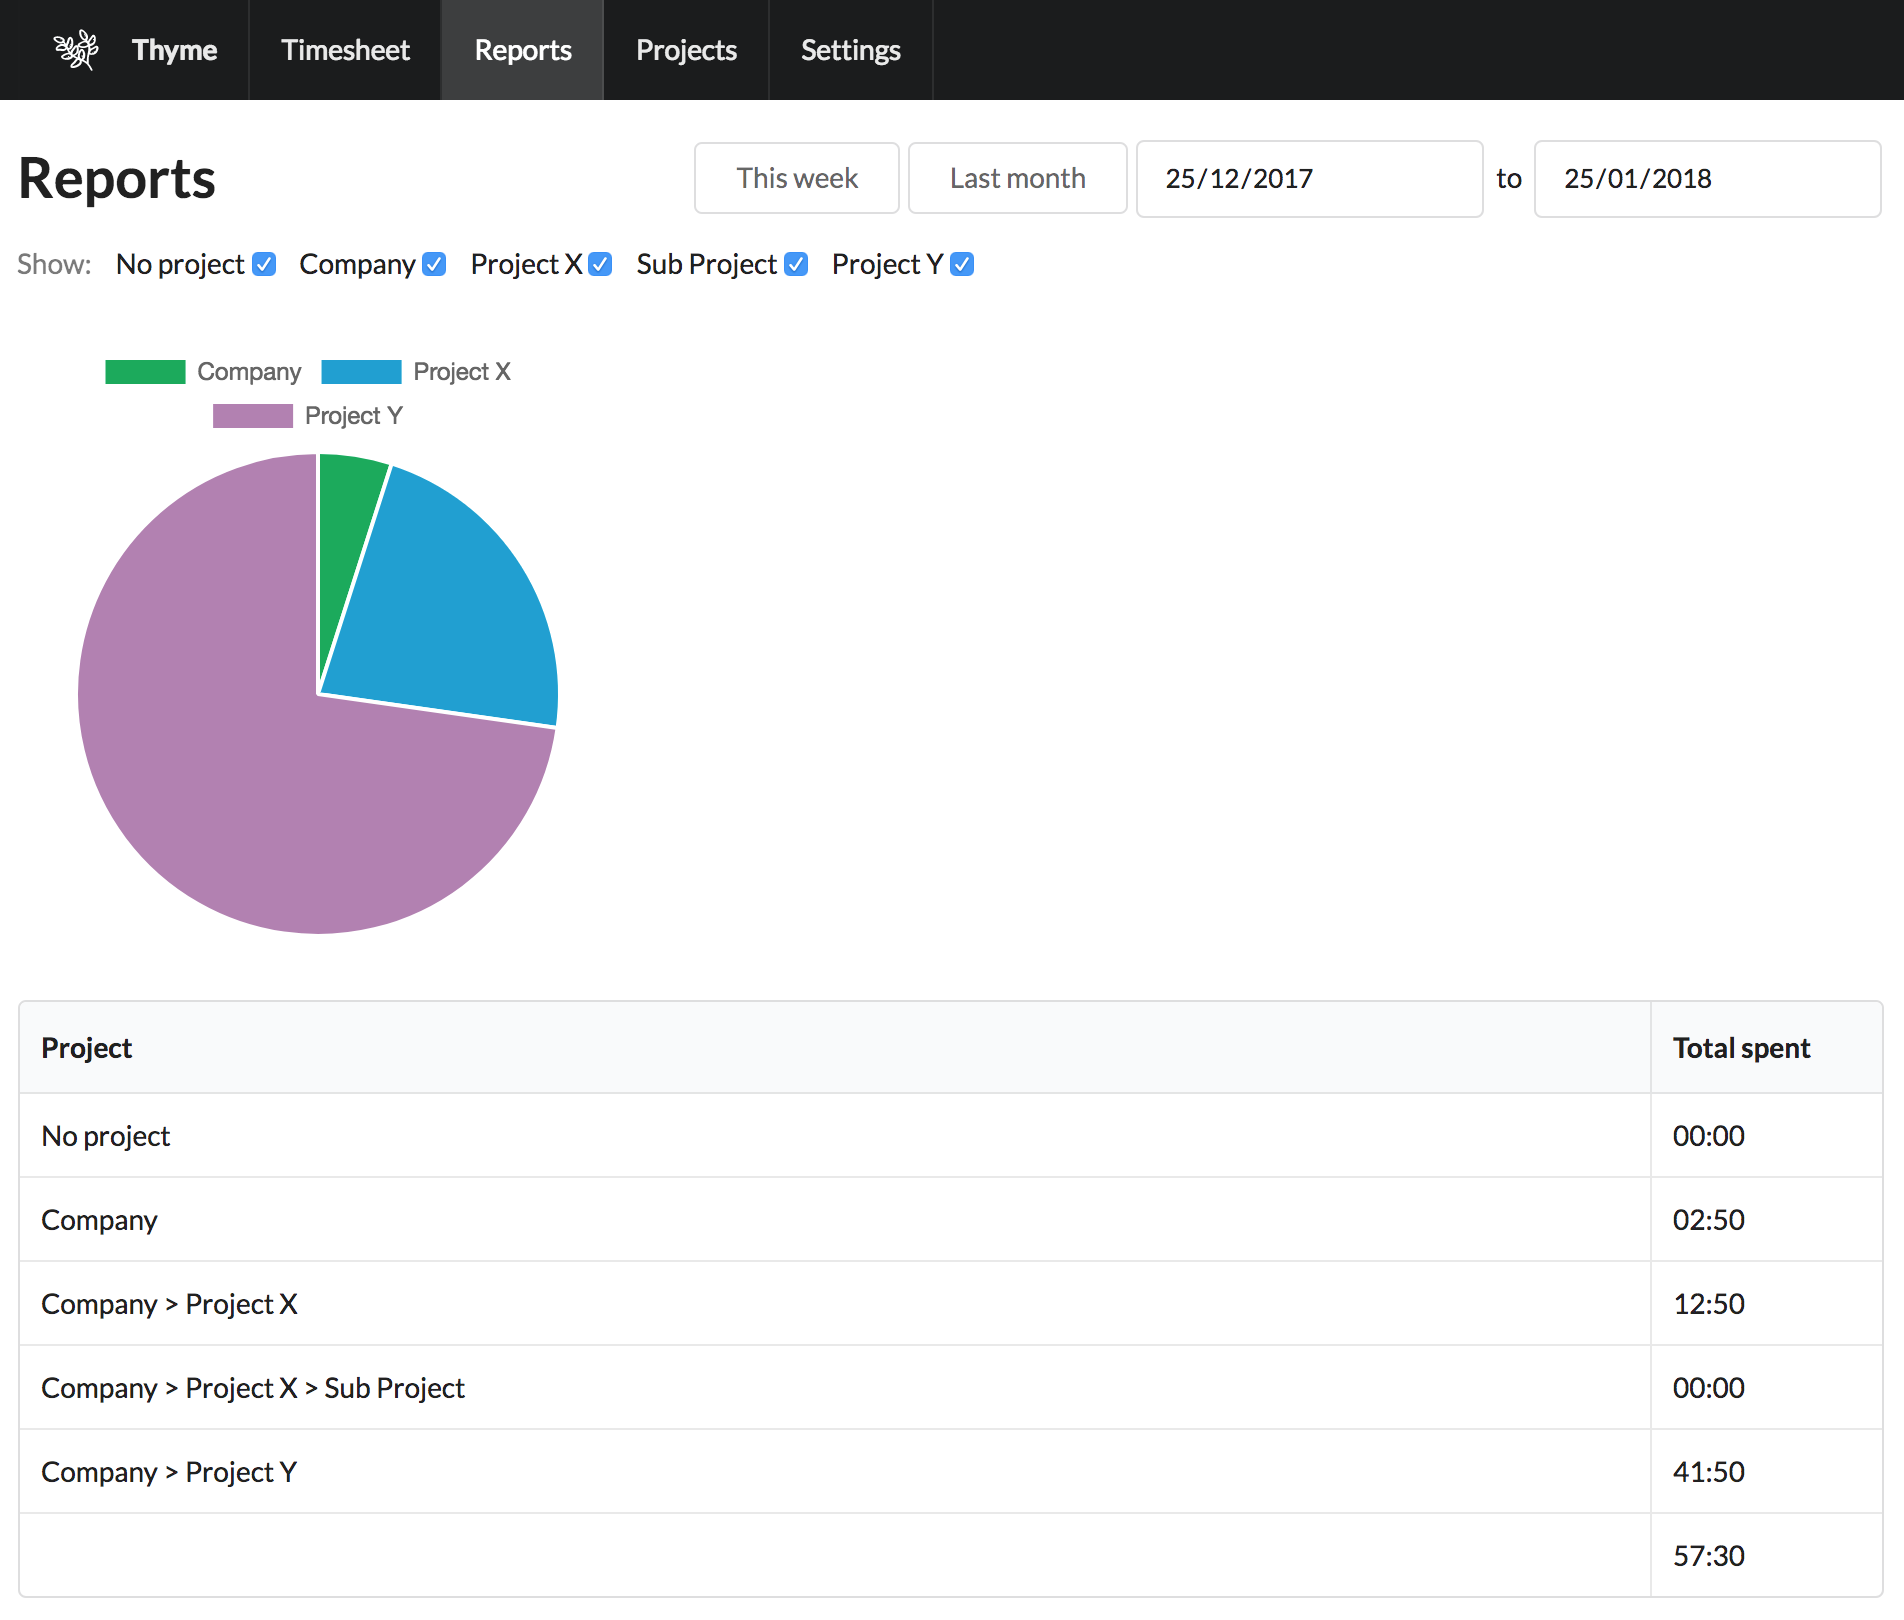 Thyme Timesheet Reports Projects Settings
Reports This week Last month 25/12/2017 to 25/01/2018
Show: No project Company Project X Sub Project Project Y
Company Project X
Project Y
Project Total spent
No project 00:00
Company 02:50
Company > Project X 12:50
Company > Project X > Sub Project 00:00
Company > Project Y 41:50
57:30